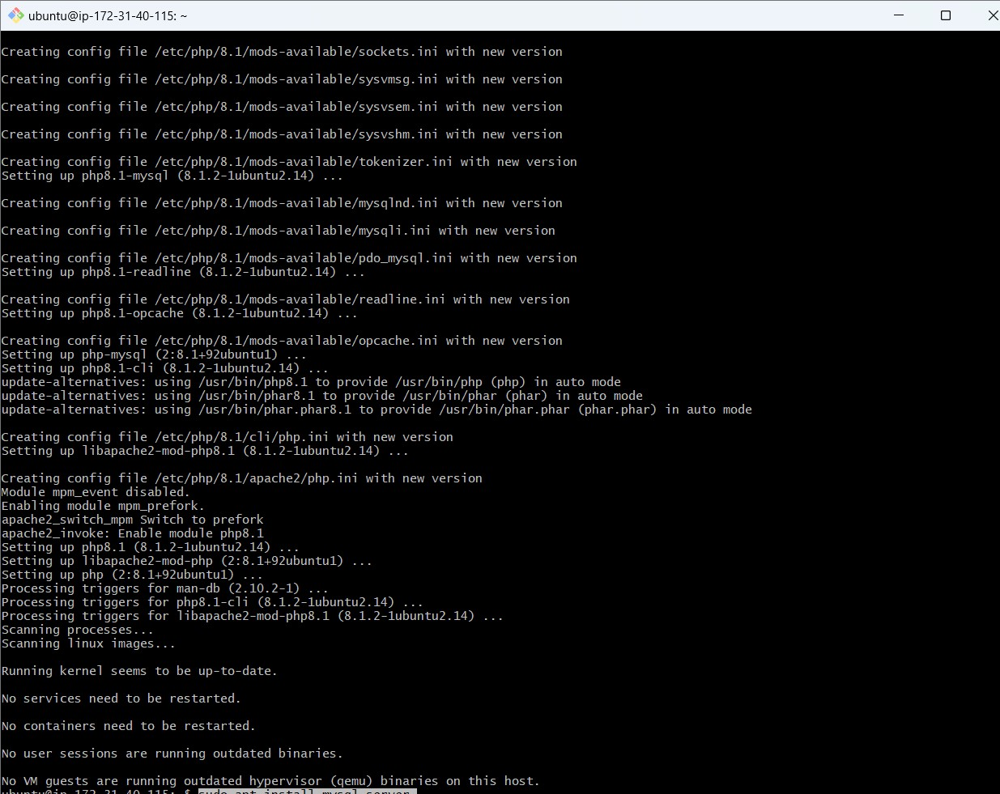 ubuntu@ip-172-31-40-115: ~
Creating config file /etc/php/8.1/mods-available/sockets.ini with new version
Creating config file /etc/php/8.1/mods-available/sysvmsg.ini with new version
Creating config file /etc/php/8.1/mods-available/sysvsem.ini with new version
Creating config file /etc/php/8.1/mods-available/sysvshm.ini with new version
Creating config file /etc/php/8.1/mods-available/tokenizer.ini with new version
Setting up php8.1-mysql (8.1.2-1ubuntu2.14) ...
Creating config file /etc/php/8.1/mods-available/mysqlnd.ini with new version
Creating config file /etc/php/8.1/mods-available/mysqli.ini with new version
Creating config file /etc/php/8.1/mods-available/pdo_mysql.ini with new version
Setting up php8.1-readline (8.1.2-1ubuntu2.14) ...
Creating config file /etc/php/8.1/mods-available/readline.ini with new version
Setting up php8.1-opcache (8.1.2-1ubuntu2.14) ...
Creating config file /etc/php/8.1/mods-available/opcache.ini with new version
Setting up php-mysql (2:8.1+92ubuntu1) ...
Setting up php8.1-cli (8.1.2-1ubuntu2.14) ...
update-alternatives: using /usr/bin/php8.1 to provide /usr/bin/php (php) in auto mode
update-alternatives: using /usr/bin/phar8.1 to provide /usr/bin/phar (phar) in auto mode
update-alternatives: using /usr/bin/phar.phar8.1 to provide /usr/bin/phar.phar (phar.phar) in auto mode
Creating config file /etc/php/8.1/cli/php.ini with new version
Setting up libapache2-mod-php8.1 (8.1.2-1ubuntu2.14) ...
Creating config file /etc/php/8.1/apache2/php.ini with new version
Module mpm_event disabled.
Enabling module mpm_prefork.
apache2_switch_mpm Switch to prefork
apache2_invoke: Enable module php8.1
Setting up php8.1 (8.1.2-1ubuntu2.14) ...
Setting up libapache2-mod-php (2:8.1+92ubuntu1) ...
Setting up php (2:8.1+92ubuntu1) ...
Processing triggers for man-db (2.10.2-1) ...
Processing triggers for php8.1-cli (8.1.2-1ubuntu2.14) ...
Processing triggers for libapache2-mod-php8.1 (8.1.2-1ubuntu2.14) ...
Scanning processes...
Scanning linux images...
Running kernel seems to be up-to-date.
No services need to be restarted.
No containers need to be restarted.
No user sessions are running outdated binaries.
No VM guests are running outdated hypervisor (qemu) binaries on this host.
ubuntu@ip-172-31-40-115:~$ sudo apt install mysql-server